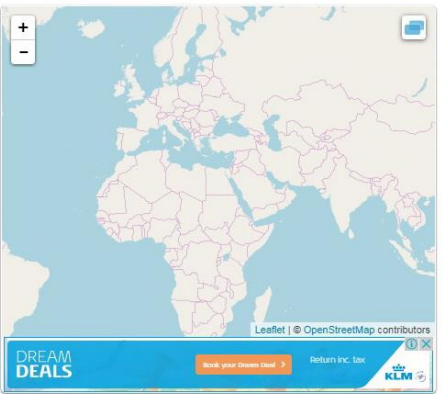 +
−
Leaflet | © OpenStreetMap contributors
DREAM
DEALS
Book your Dream Deal >
Return inc. tax
KLM